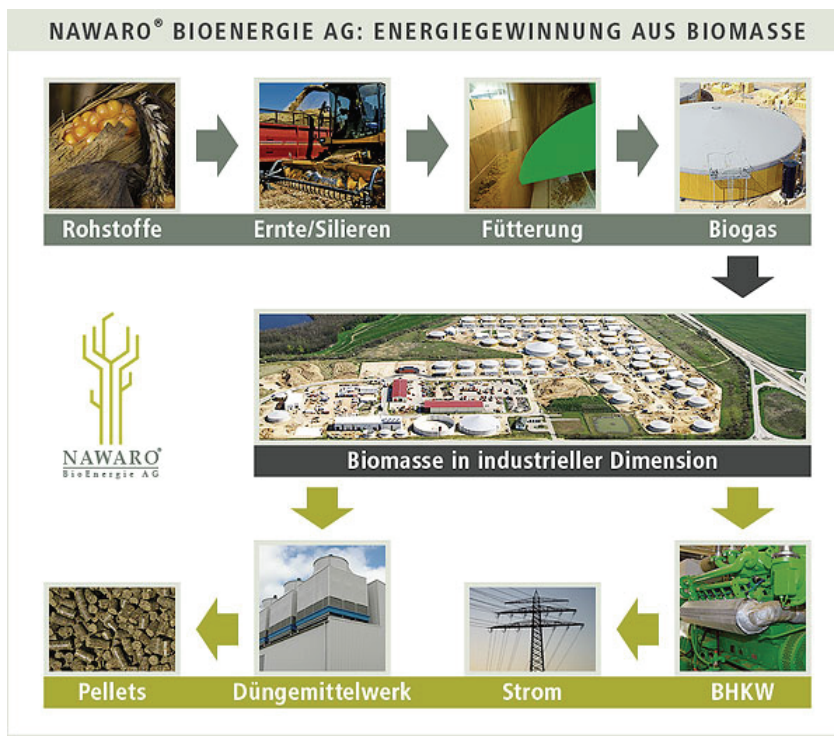 NAWARO® BIOENERGIE AG: ENERGIEGEWINNUNG AUS BIOMASSE
Rohstoffe
Ernte/Silieren
Fütterung
Biogas
NAWARO®
BioEnergie AG
Biomasse in industrieller Dimension
Pellets
Düngemittelwerk
Strom
BHKW